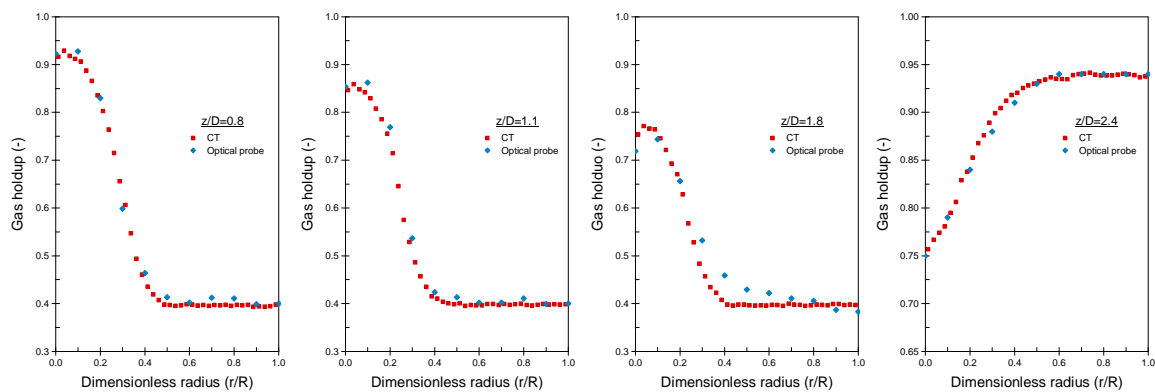 1.0
0.9
0.8
0.7
0.6
0.5
0.4
0.3
Gas holdup (-)
z/D=0.8
CT
Optical probe
0.0 0.2 0.4 0.6 0.8 1.0
Dimensionless radius (r/R)
1.0
0.9
0.8
0.7
0.6
0.5
0.4
0.3
Gas holdup (-)
z/D=1.1
CT
Optical probe
0.0 0.2 0.4 0.6 0.8 1.0
Dimensionless radius (r/R)
1.0
0.9
0.8
0.7
0.6
0.5
0.4
0.3
Gas holduo (-)
z/D=1.8
CT
Optical probe
0.0 0.2 0.4 0.6 0.8 1.0
Dimensionless radius (r/R)
1.00
0.95
0.90
0.85
0.80
0.75
0.70
0.65
Gas holdup (-)
z/D=2.4
CT
Optical probe
0.0 0.2 0.4 0.6 0.8 1.0
Dimensionless radius (r/R)